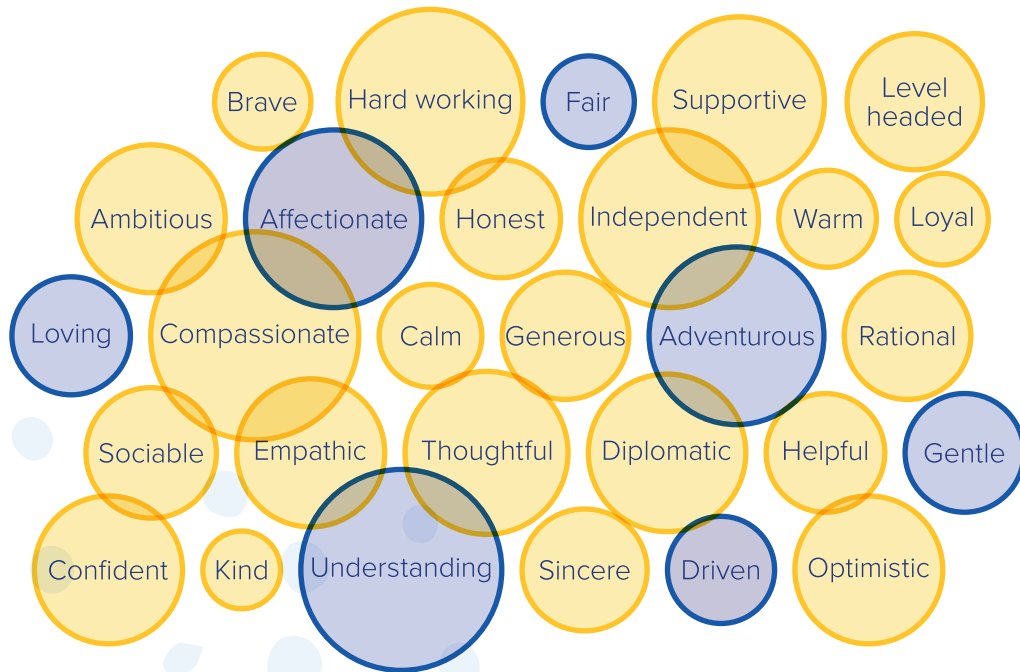 Brave
Hard working
Fair
Supportive
Level
headed
Ambitious
Affectionate
Honest
Independent
Warm
Loyal
Loving
Compassionate
Calm
Generous
Adventurous
Rational
Sociable
Empathic
Thoughtful
Diplomatic
Helpful
Gentle
Confident
Kind
Understanding
Sincere
Driven
Optimistic